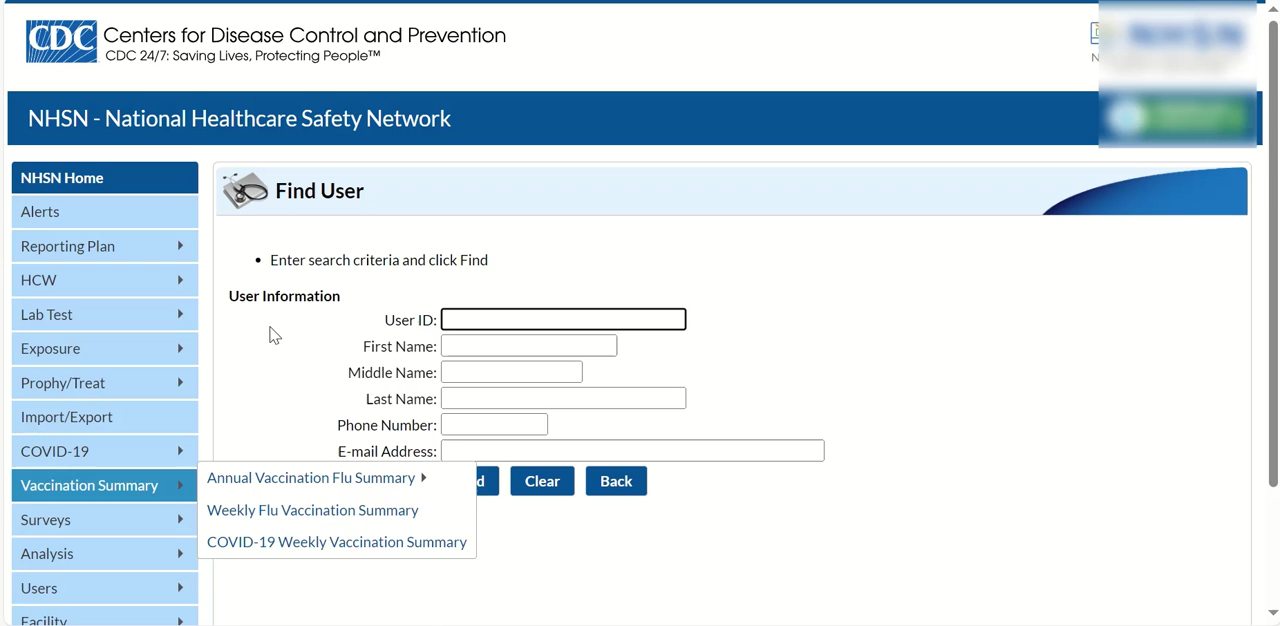 CDC
Centers for Disease Control and Prevention
CDC 24/7: Saving Lives, Protecting People™
NHSN - National Healthcare Safety Network
NHSN Home
Alerts
Reporting Plan
HCW
Lab Test
Exposure
Prophy/Treat
Import/Export
COVID-19
Vaccination Summary
Surveys
Analysis
Users
Facility
Find User
• Enter search criteria and click Find
User Information
User ID:
First Name:
Middle Name:
Last Name:
Phone Number:
E-mail Address:
Clear
Back
Annual Vaccination Flu Summary
Weekly Flu Vaccination Summary
COVID-19 Weekly Vaccination Summary